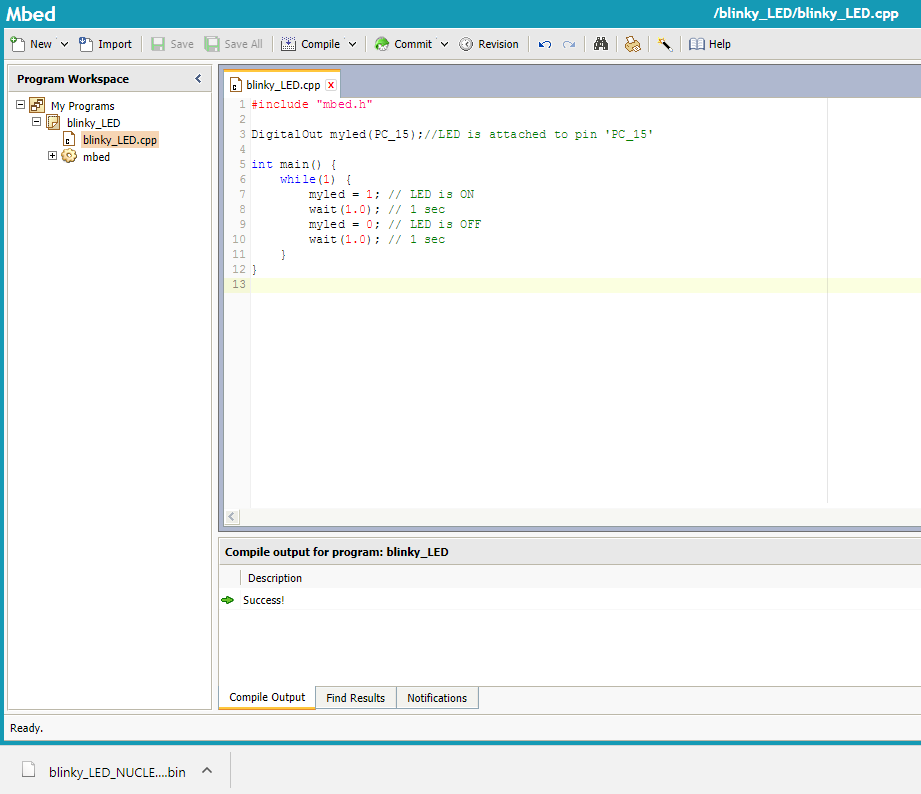 Mbed /blinky_LED/blinky_LED.cpp
New Import Save Save All Compile Commit Revision Help
Program Workspace
My Programs
blinky_LED
blinky_LED.cpp
mbed
blinky_LED.cpp x
1 #include "mbed.h"
2
3 DigitalOut myled(PC_15);//LED is attached to pin 'PC_15'
4
5 int main() {
6 while(1) {
7 myled = 1; // LED is ON
8 wait(1.0); // 1 sec
9 myled = 0; // LED is OFF
10 wait(1.0); // 1 sec
11 }
12 }
13
Compile output for program: blinky_LED
Description
Success!
Compile Output Find Results Notifications
Ready.
blinky_LED_NUCLE....bin